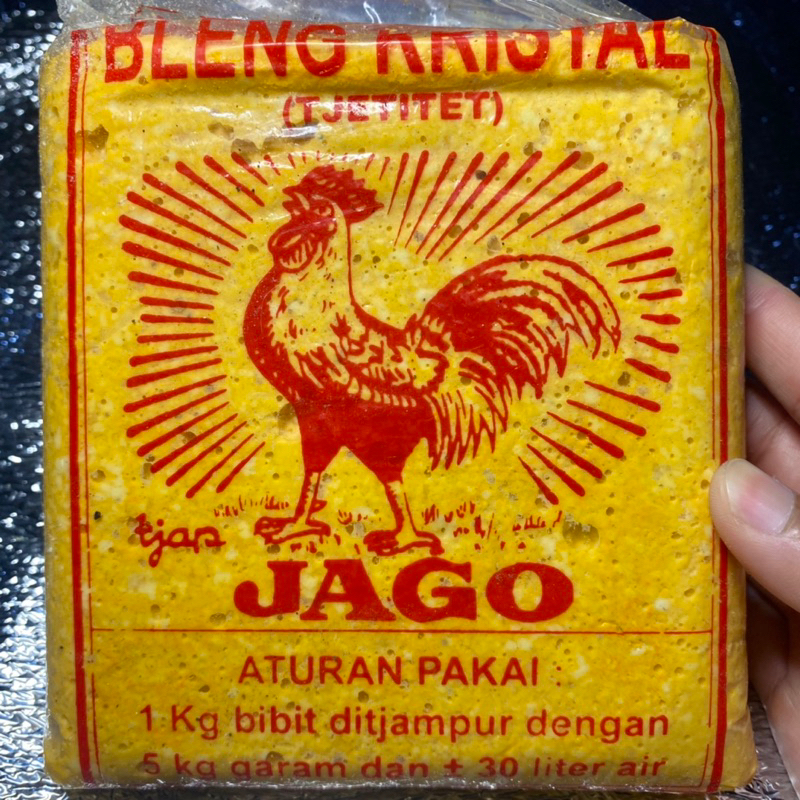 BLENG KRISTAL
(TJETITET)
tjap
JAGO
ATURAN PAKAI :
1 Kg bibit ditjampur dengan
5 kg garam dan ± 30 liter air